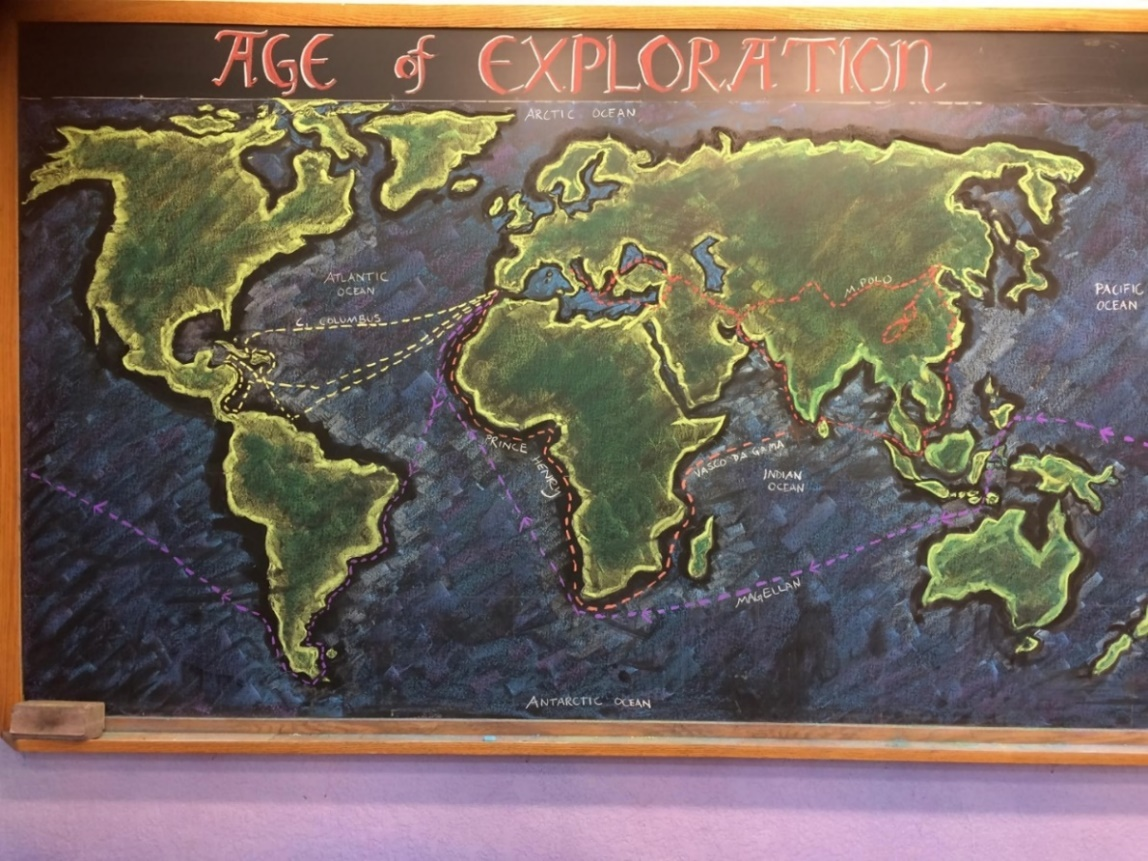 AGE of EXPLORATION
ARCTIC OCEAN
ATLANTIC
OCEAN
C. COLUMBUS
M. POLO
PACIFIC
OCEAN
PRINCE HENRY
VASCO DA GAMA
INDIAN
OCEAN
MAGELLAN
ANTARCTIC OCEAN